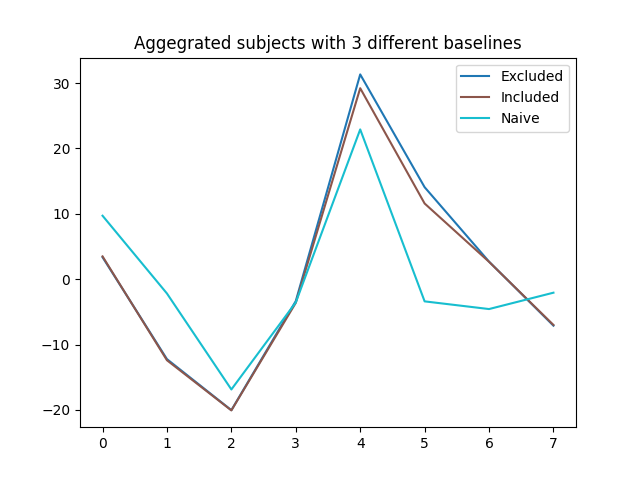 Aggegrated subjects with 3 different baselines
Excluded
Included
Naive
30
20
10
0
−10
−20
0 1 2 3 4 5 6 7